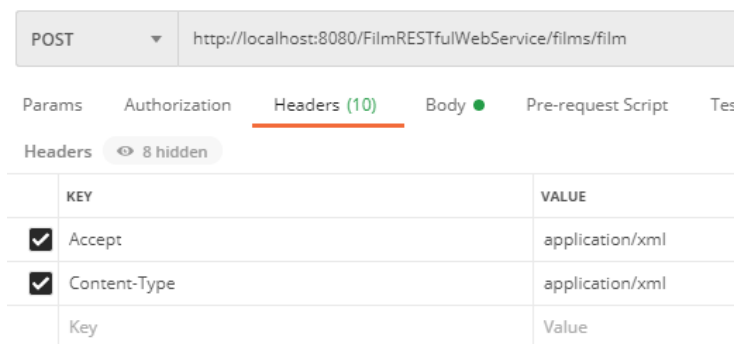 POST http://localhost:8080/FilmRESTfulWebService/films/film
Params Authorization Headers (10) Body Pre-request Script Tes
Headers 8 hidden
KEY VALUE
Accept application/xml
Content-Type application/xml
Key Value